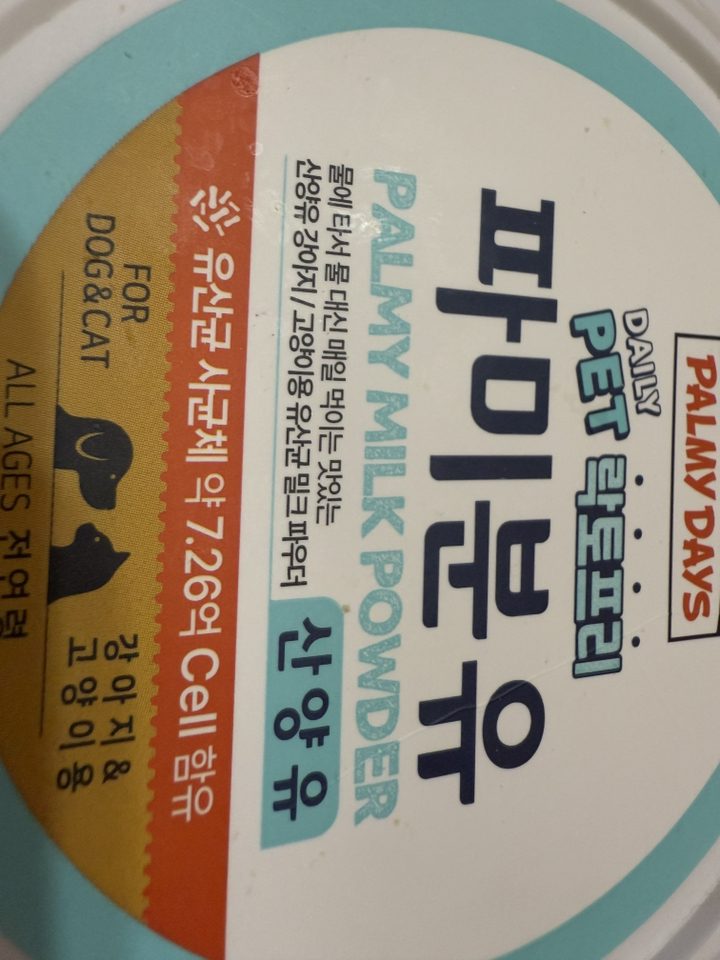 PALMY DAYS
DAILY
PET 락토프리
파미분유
PALMY MILK POWDER
물에 타서 물 대신 매일 먹이는 맛있는
산양유 강아지 / 고양이용 유산균 밀크 파우더
산양유
유산균 사균체 약 7.26억 Cell 함유
FOR
DOG&CAT
강아지&
고양이용
ALL AGES 전연령